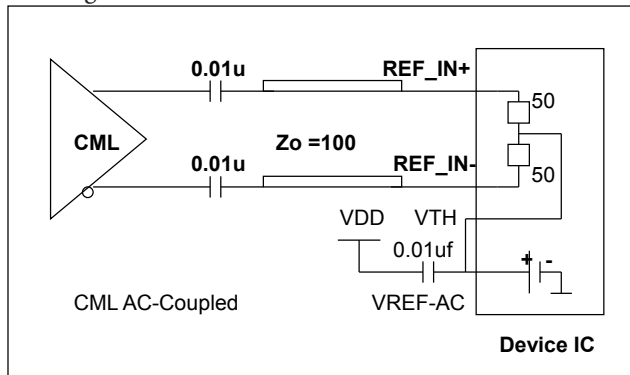 0.01u
REF_IN+
50
CML
Zo =100
0.01u
REF_IN-
50
VDD
VTH
0.01uf
+ -
CML AC-Coupled
VREF-AC
Device IC